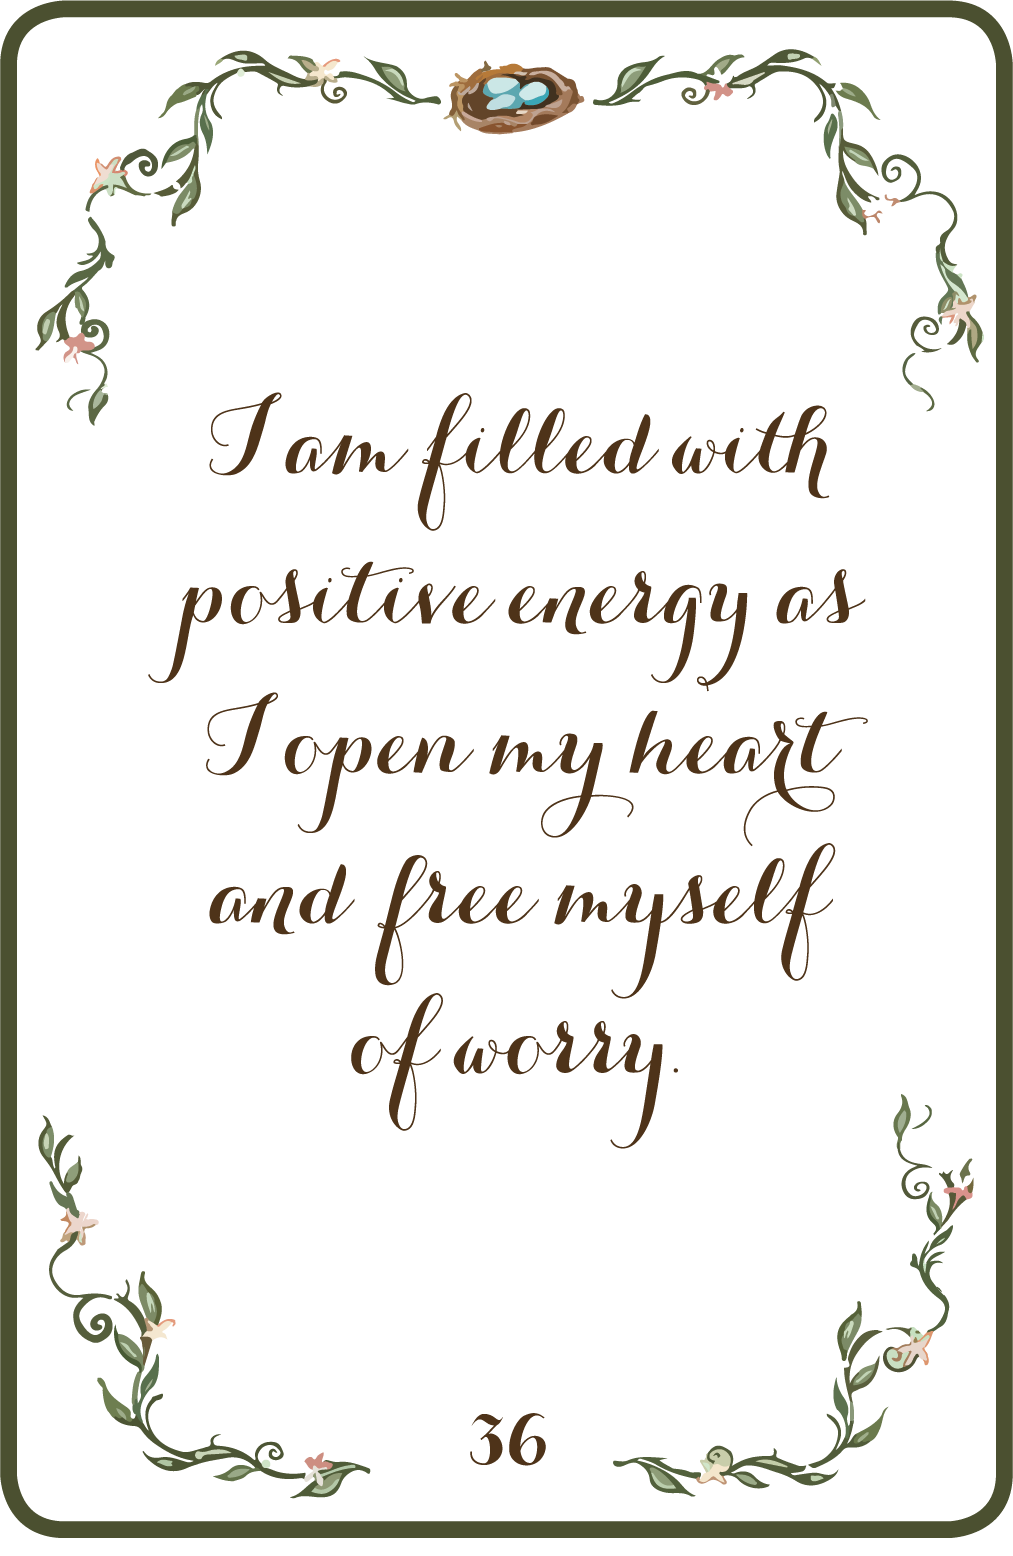 I am filled with
positive energy as
I open my heart
and free myself
of worry.
36